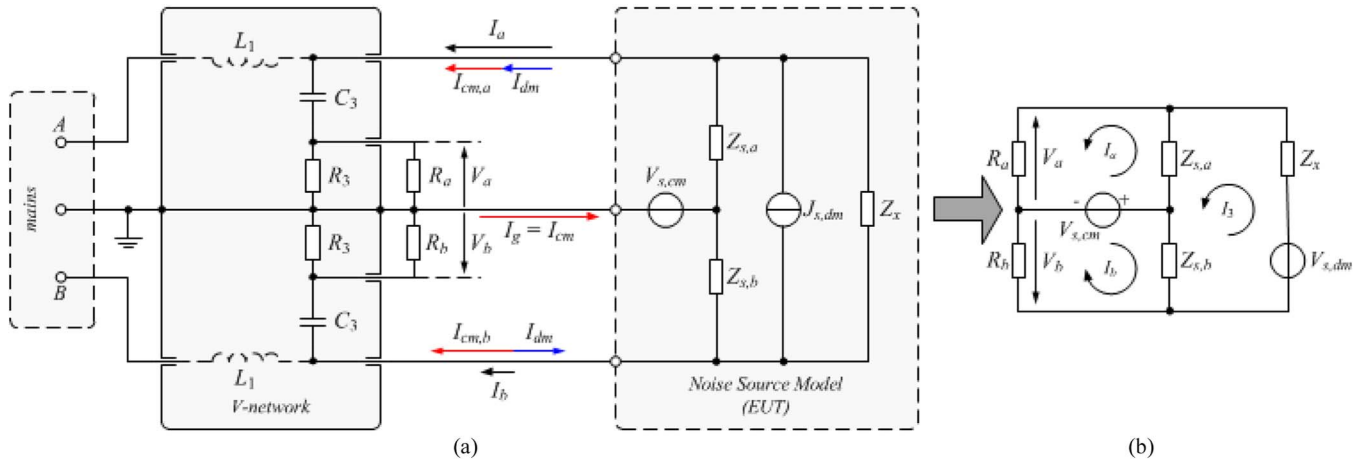 L1
Ia
Icm,a Idm
C3
A
R3 Ra Va
mains
Ig = Icm
R3 Rb Vb
B
C3
Icm,b Idm
L1
Ib
V-network
Zs,a
Vs,cm
Js,dm Zx
Zs,b
Noise Source Model
(EUT)
(a)
Ra Va Ia Zs,a Zx
- +
Vs,cm I3
Rb Vb Ib Zs,b Vs,dm
(b)